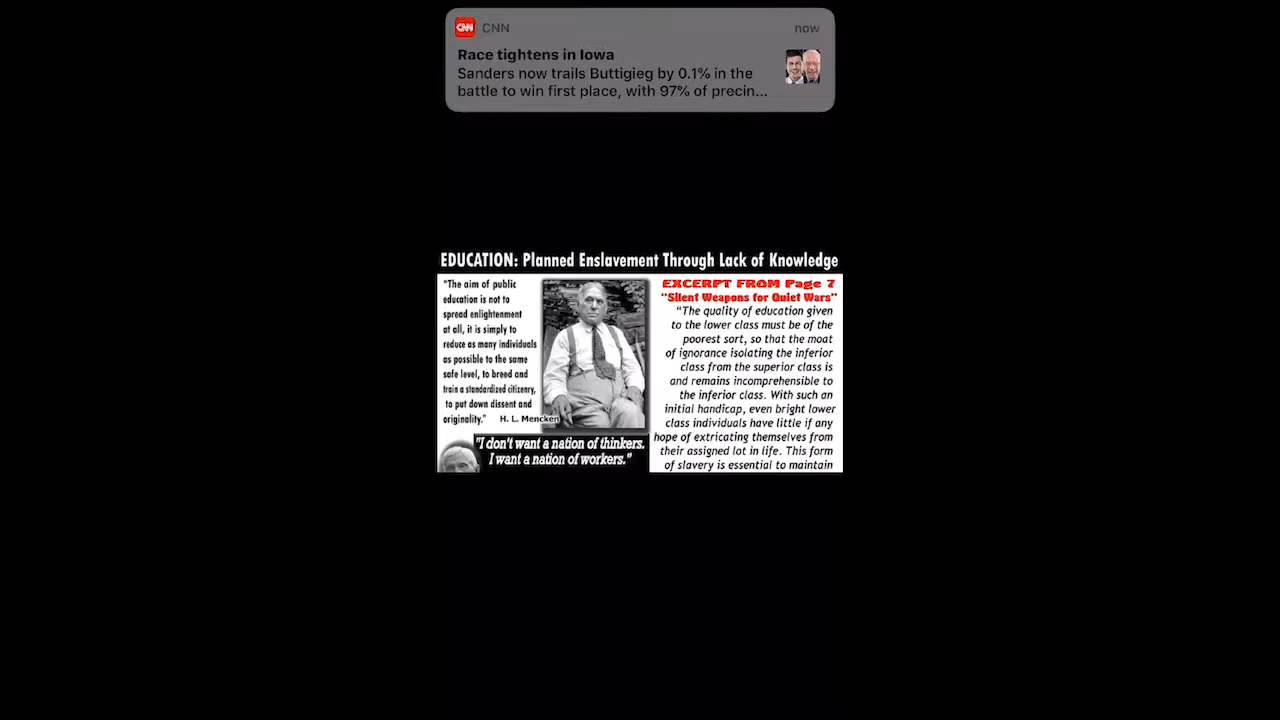 CNN
CNN
now
Race tightens in Iowa
Sanders now trails Buttigieg by 0.1% in the
battle to win first place, with 97% of precin...
EDUCATION: Planned Enslavement Through Lack of Knowledge
"The aim of public
education is not to
spread enlightenment
at all, it is simply to
reduce as many individuals
as possible to the same
safe level, to breed and
train a standardized citizenry,
to put down dissent and
originality." H. L. Mencken
"I don't want a nation of thinkers.
I want a nation of workers."
EXCERPT FROM Page 7
"Silent Weapons for Quiet Wars"
"The quality of education given
to the lower class must be of the
poorest sort, so that the moat
of ignorance isolating the inferior
class from the superior class is
and remains incomprehensible to
the inferior class. With such an
initial handicap, even bright lower
class individuals have little if any
hope of extricating themselves from
their assigned lot in life. This form
of slavery is essential to maintain